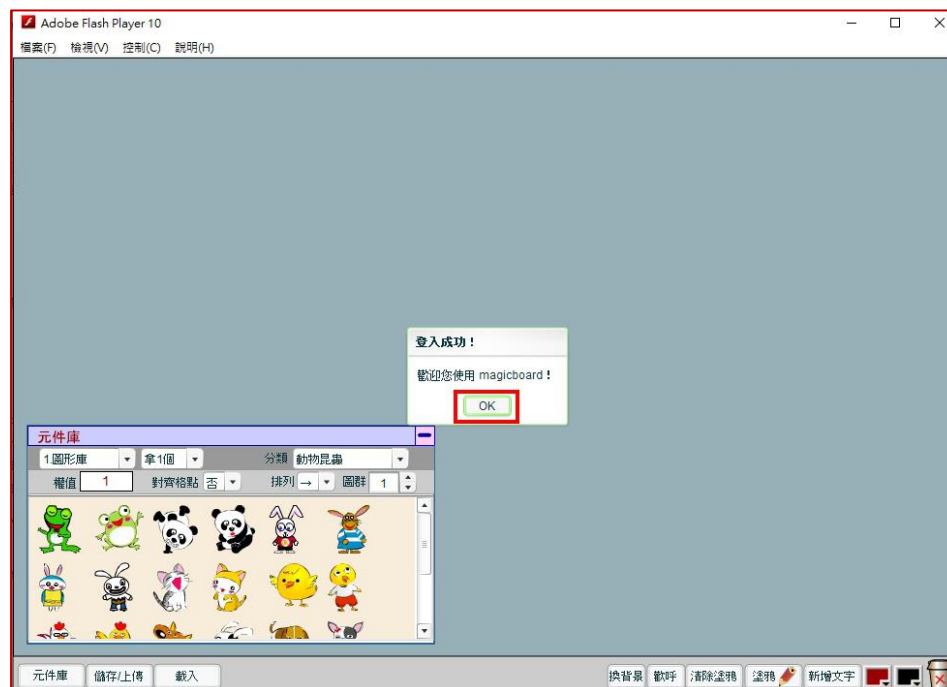 Adobe Flash Player 10
檔案(F) 檢視(V) 控制(C) 說明(H)
登入成功!
歡迎您使用 magicboard!
OK
元件庫
1.圖形庫 拿1個 分類 動物昆蟲
權值 1 對齊格點 否 排列 → 圖群 1
元件庫 儲存/上傳 載入 換背景 歡呼 清除塗鴉 塗鴉 新增文字